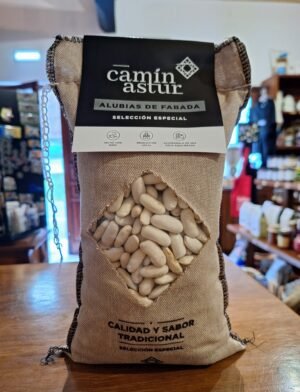 camín
astur
ALUBIAS DE FABADA
SELECCIÓN ESPECIAL
CALIDAD Y SABOR
TRADICIONAL
SELECCIÓN ESPECIAL